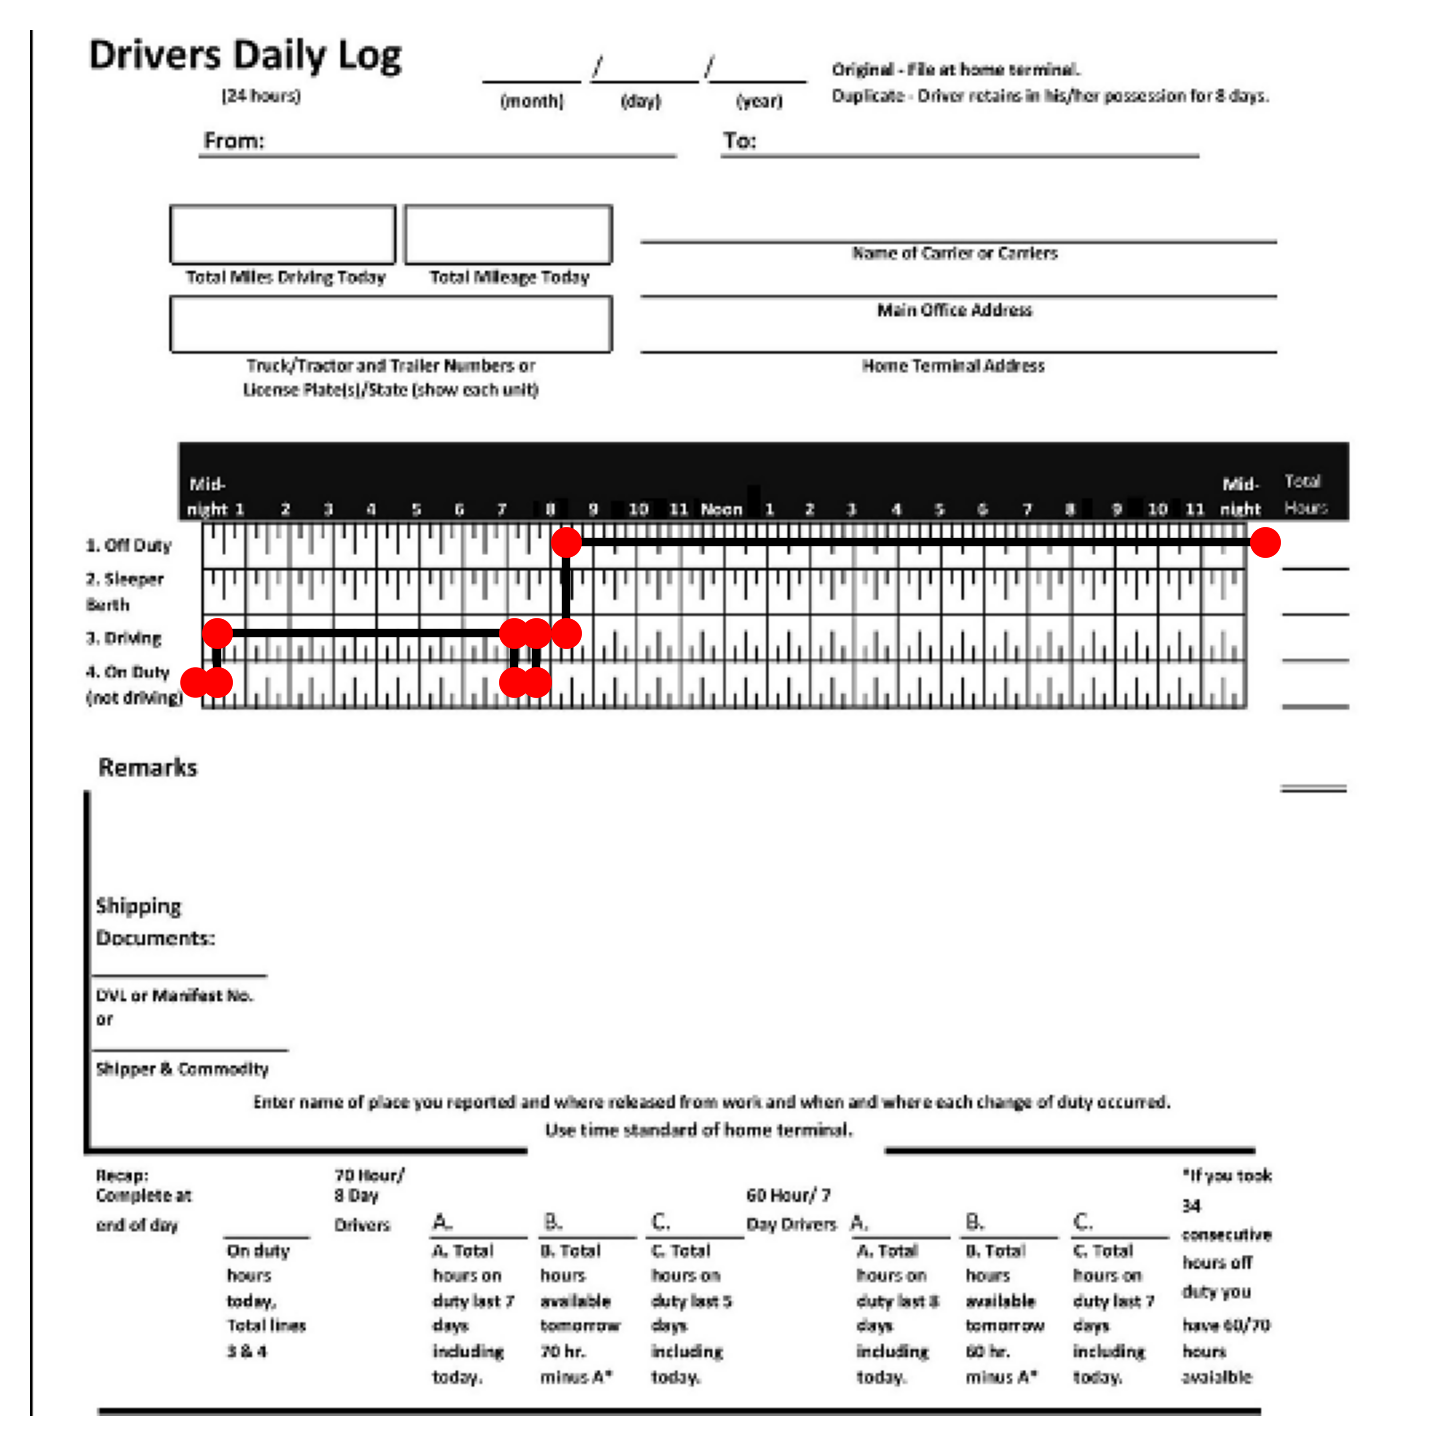 Drivers Daily Log
(24 hours)
/ /
(month) (day) (year)
Original - File at home terminal.
Duplicate - Driver retains in his/her possession for 8 days.
From: To:
Total Miles Driving Today Total Mileage Today
Name of Carrier or Carriers
Main Office Address
Truck/Tractor and Trailer Numbers or
License Plate(s)/State (show each unit)
Home Terminal Address
Mid- Mid- Total
night 1 2 3 4 5 6 7 8 9 10 11 Noon 1 2 3 4 5 6 7 8 9 10 11 night Hours
1. Off Duty
2. Sleeper
Berth
3. Driving
4. On Duty
(not driving)
Remarks
Shipping
Documents:
DVL or Manifest No.
or
Shipper & Commodity
Enter name of place you reported and where released from work and when and where each change of duty occurred.
Use time standard of home terminal.
Recap:
Complete at
end of day
On duty
hours
today,
Total lines
3 & 4
70 Hour/
8 Day
Drivers
A.
A. Total
hours on
duty last 7
days
including
today.
B.
B. Total
hours
available
tomorrow
70 hr.
minus A*
C.
C. Total
hours on
duty last 5
days
including
today.
60 Hour/ 7
Day Drivers
A.
A. Total
hours on
duty last 8
days
including
today.
B.
B. Total
hours
available
tomorrow
60 hr.
minus A*
C.
C. Total
hours on
duty last 7
days
including
today.
*If you took
34
consecutive
hours off
duty you
have 60/70
hours
avaialble